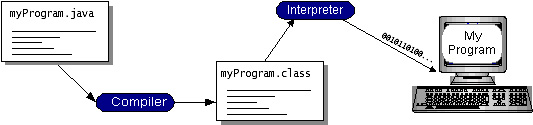 myProgram.java
Compiler
myProgram.class
Interpreter
0010110100...
My
Program